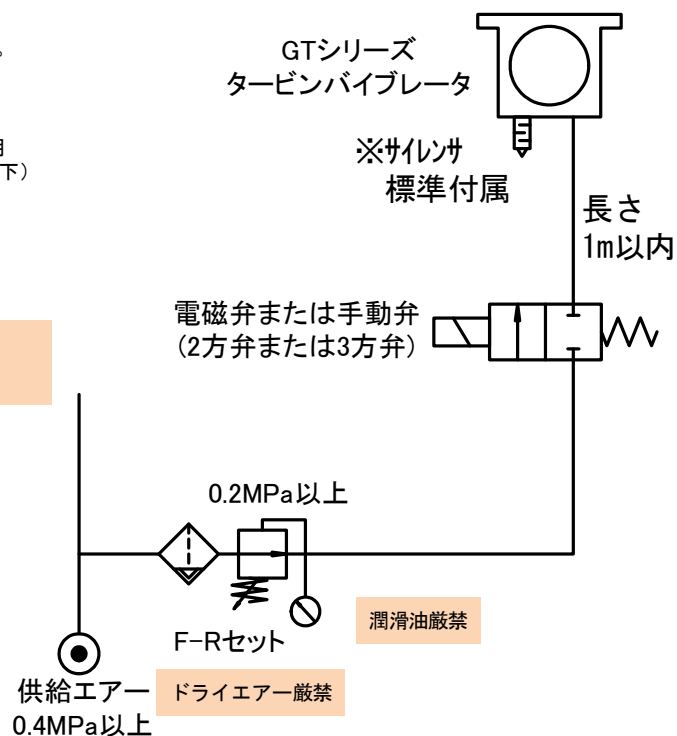 。
GTシリーズ
タービンバイブレータ
下）
※サイレンサ
標準付属
長さ
1m以内
電磁弁または手動弁
（2方弁または3方弁）
0.2MPa以上
F-Rセット
潤滑油厳禁
供給エアー
0.4MPa以上
ドライエアー厳禁